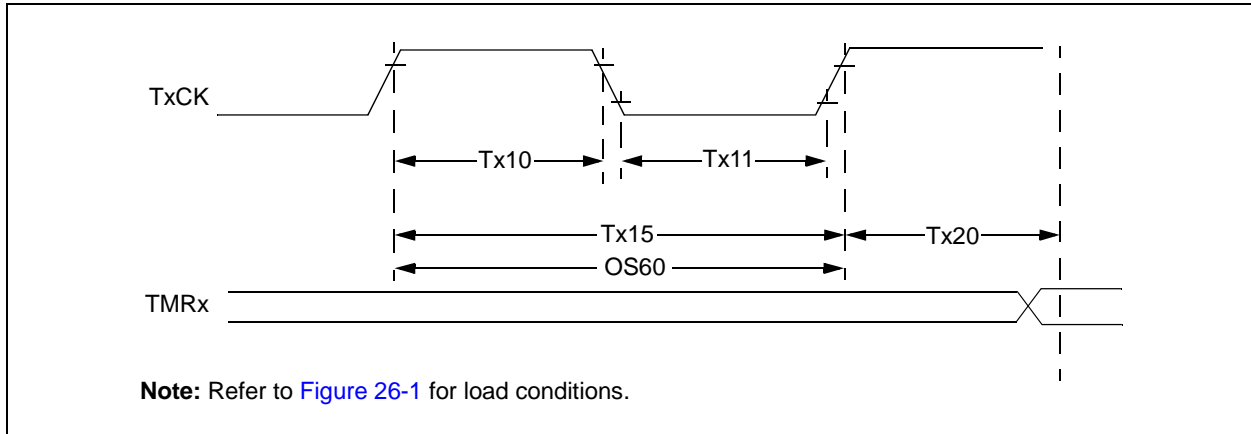 TxCK
Tx10
Tx11
Tx15
Tx20
OS60
TMRx
Note: Refer to Figure 26-1 for load conditions.